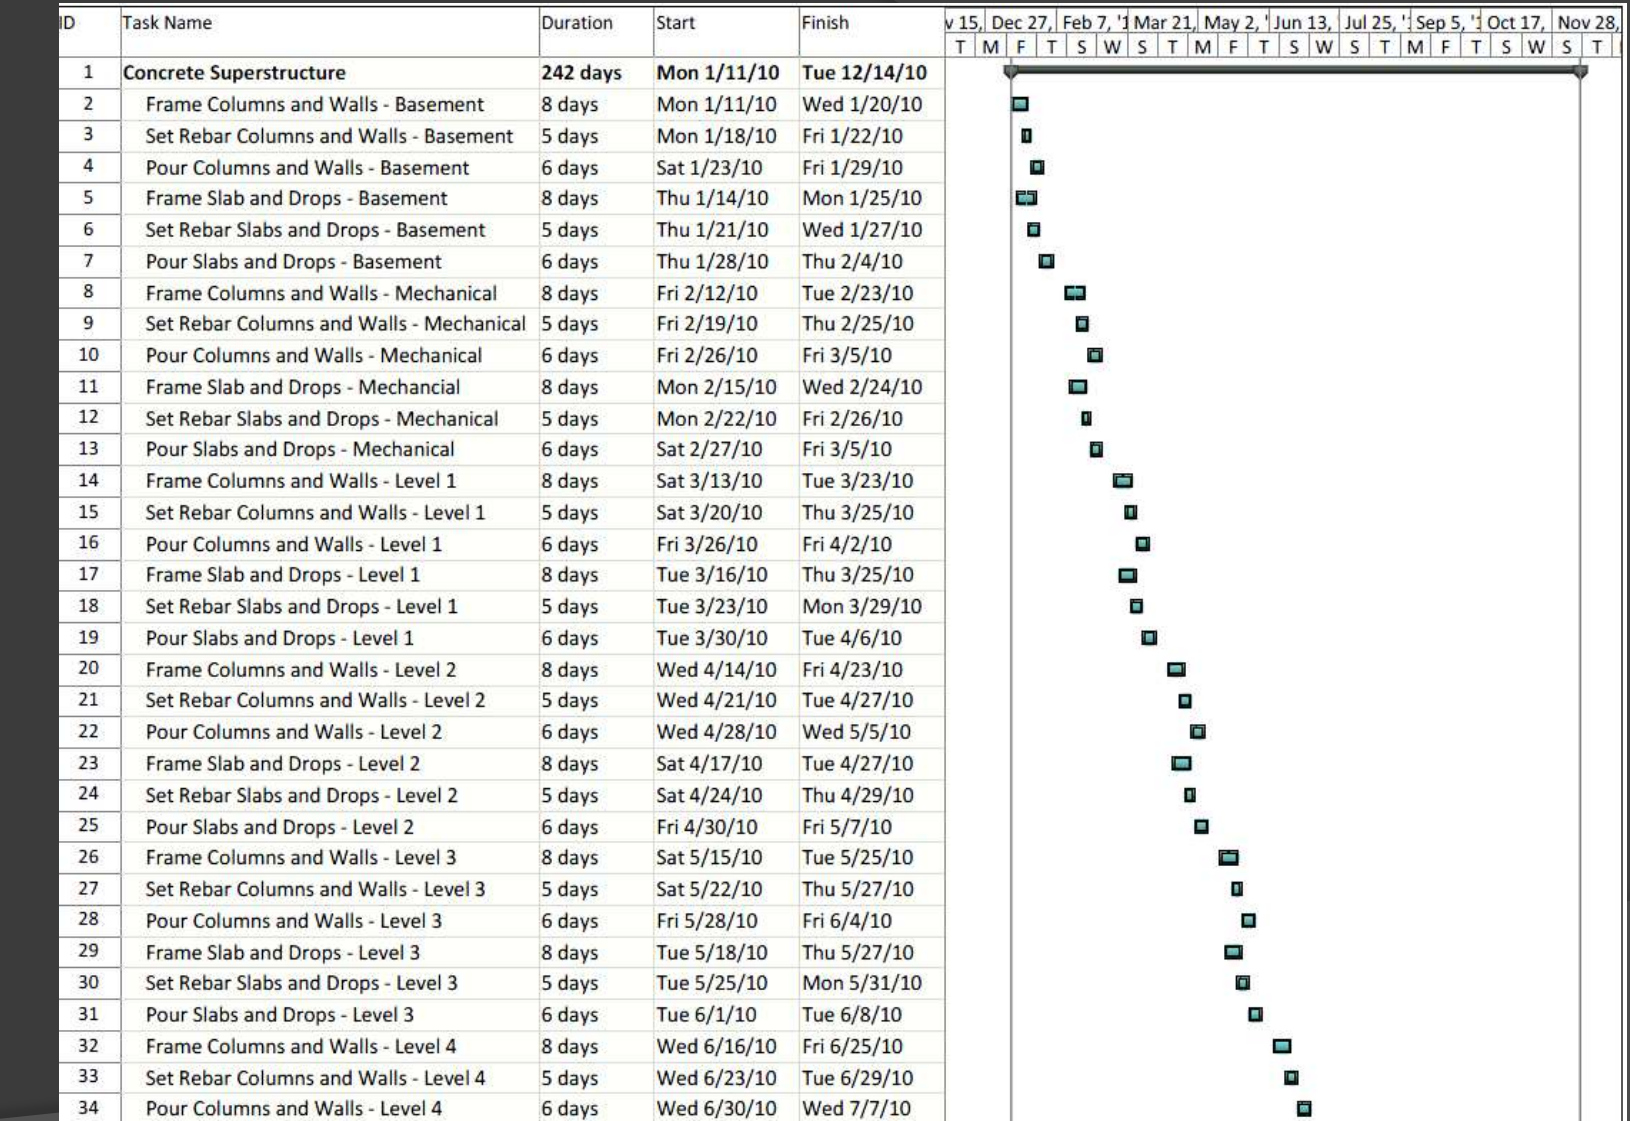 ID Task Name Duration Start Finish v 15, Dec 27, Feb 7, '1 Mar 21, May 2, ' Jun 13, Jul 25, ' Sep 5, '1 Oct 17, Nov 28,
T M F T S W S T M F T S W S T M F T S W S T
1 Concrete Superstructure 242 days Mon 1/11/10 Tue 12/14/10
2 Frame Columns and Walls - Basement 8 days Mon 1/11/10 Wed 1/20/10
3 Set Rebar Columns and Walls - Basement 5 days Mon 1/18/10 Fri 1/22/10
4 Pour Columns and Walls - Basement 6 days Sat 1/23/10 Fri 1/29/10
5 Frame Slab and Drops - Basement 8 days Thu 1/14/10 Mon 1/25/10
6 Set Rebar Slabs and Drops - Basement 5 days Thu 1/21/10 Wed 1/27/10
7 Pour Slabs and Drops - Basement 6 days Thu 1/28/10 Thu 2/4/10
8 Frame Columns and Walls - Mechanical 8 days Fri 2/12/10 Tue 2/23/10
9 Set Rebar Columns and Walls - Mechanical 5 days Fri 2/19/10 Thu 2/25/10
10 Pour Columns and Walls - Mechanical 6 days Fri 2/26/10 Fri 3/5/10
11 Frame Slab and Drops - Mechancial 8 days Mon 2/15/10 Wed 2/24/10
12 Set Rebar Slabs and Drops - Mechanical 5 days Mon 2/22/10 Fri 2/26/10
13 Pour Slabs and Drops - Mechanical 6 days Sat 2/27/10 Fri 3/5/10
14 Frame Columns and Walls - Level 1 8 days Sat 3/13/10 Tue 3/23/10
15 Set Rebar Columns and Walls - Level 1 5 days Sat 3/20/10 Thu 3/25/10
16 Pour Columns and Walls - Level 1 6 days Fri 3/26/10 Fri 4/2/10
17 Frame Slab and Drops - Level 1 8 days Tue 3/16/10 Thu 3/25/10
18 Set Rebar Slabs and Drops - Level 1 5 days Tue 3/23/10 Mon 3/29/10
19 Pour Slabs and Drops - Level 1 6 days Tue 3/30/10 Tue 4/6/10
20 Frame Columns and Walls - Level 2 8 days Wed 4/14/10 Fri 4/23/10
21 Set Rebar Columns and Walls - Level 2 5 days Wed 4/21/10 Tue 4/27/10
22 Pour Columns and Walls - Level 2 6 days Wed 4/28/10 Wed 5/5/10
23 Frame Slab and Drops - Level 2 8 days Sat 4/17/10 Tue 4/27/10
24 Set Rebar Slabs and Drops - Level 2 5 days Sat 4/24/10 Thu 4/29/10
25 Pour Slabs and Drops - Level 2 6 days Fri 4/30/10 Fri 5/7/10
26 Frame Columns and Walls - Level 3 8 days Sat 5/15/10 Tue 5/25/10
27 Set Rebar Columns and Walls - Level 3 5 days Sat 5/22/10 Thu 5/27/10
28 Pour Columns and Walls - Level 3 6 days Fri 5/28/10 Fri 6/4/10
29 Frame Slab and Drops - Level 3 8 days Tue 5/18/10 Thu 5/27/10
30 Set Rebar Slabs and Drops - Level 3 5 days Tue 5/25/10 Mon 5/31/10
31 Pour Slabs and Drops - Level 3 6 days Tue 6/1/10 Tue 6/8/10
32 Frame Columns and Walls - Level 4 8 days Wed 6/16/10 Fri 6/25/10
33 Set Rebar Columns and Walls - Level 4 5 days Wed 6/23/10 Tue 6/29/10
34 Pour Columns and Walls - Level 4 6 days Wed 6/30/10 Wed 7/7/10